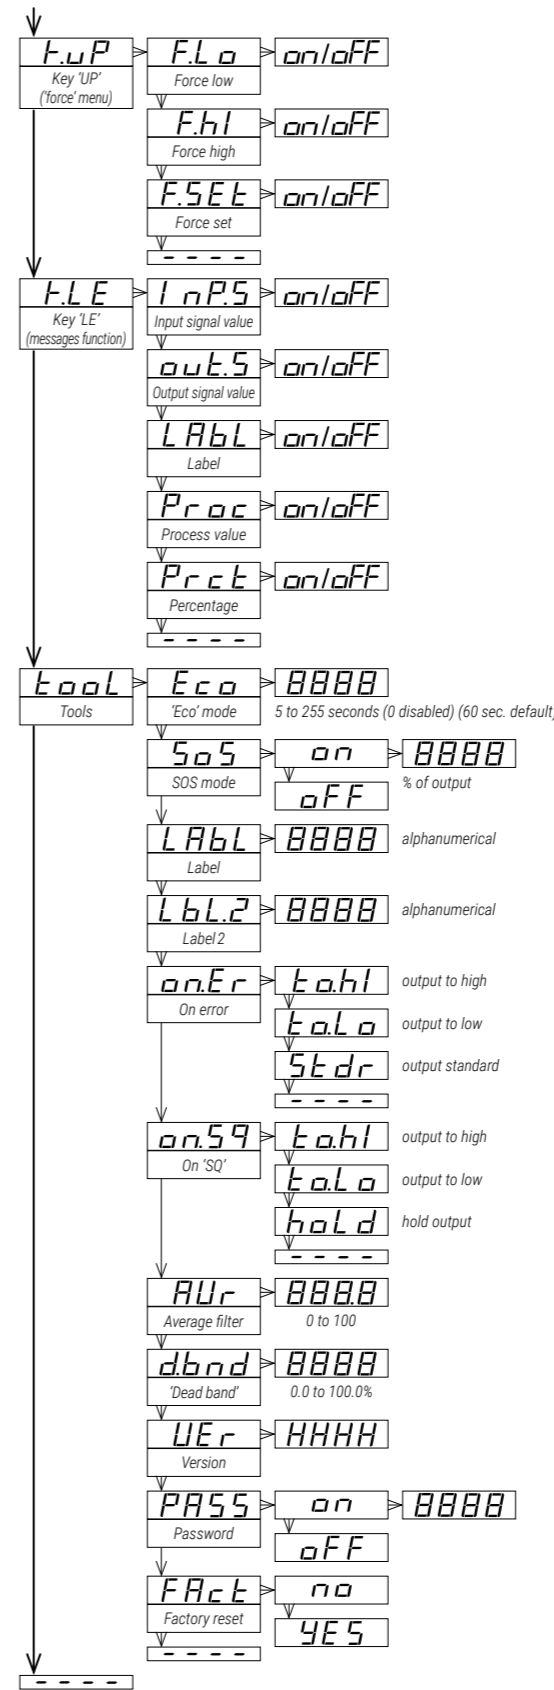 t.uP F.Lo on/oFF
Key ‘UP’
(‘force’ menu)
Force low
F.hI on/oFF
Force high
F.SEt on/oFF
Force set
- - - -
t.LE InP.S on/oFF
Key ‘LE’
(messages function)
Input signal value
out.S on/oFF
Output signal value
LAbL on/oFF
Label
Proc on/oFF
Process value
Prct on/oFF
Percentage
- - - -
tooL Eco 8888
Tools
‘Eco’ mode
5 to 255 seconds (0 disabled) (60 sec. default)
SoS on 8888
SOS mode
% of output
oFF
LAbL 8888 alphanumerical
Label
LbL.2 8888 alphanumerical
Label 2
on.Er to.hI output to high
On error
to.Lo output to low
Stdr output standard
- - - -
on.S9 to.hI output to high
On ‘SQ’
to.Lo output to low
hoLd hold output
- - - -
AUr 888.8
Average filter
0 to 100
d.bnd 8888
‘Dead band’
0.0 to 100.0%
UEr HHHH
Version
PASS on 8888
Password
oFF
FAct no
Factory reset
YES
- - - -
- - - -